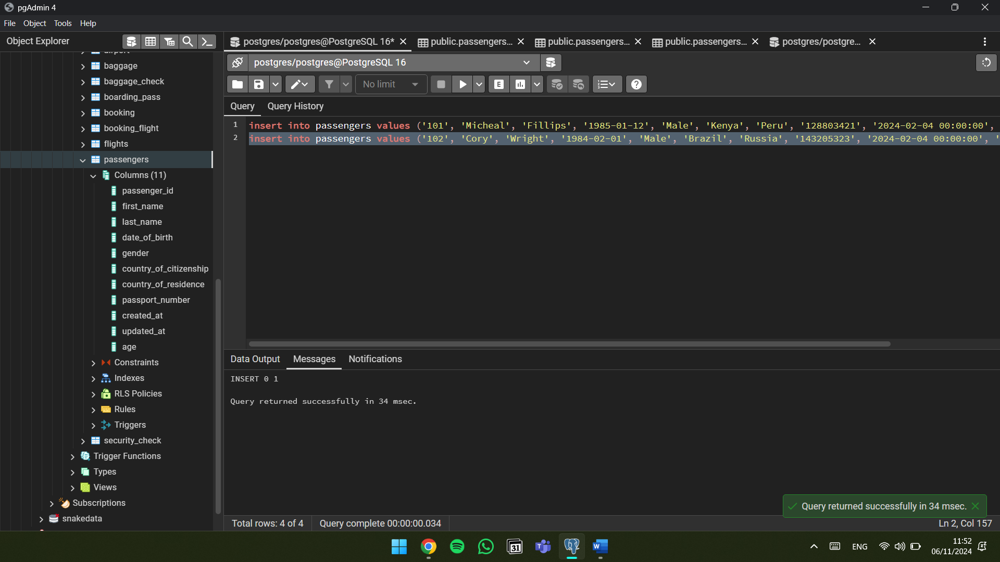 pgAdmin 4
File Object Tools Help
Object Explorer
postgres/postgres@PostgreSQL 16*
public.passengers...
public.passengers...
public.passengers...
postgres/postgre...
airport
baggage
baggage_check
boarding_pass
booking
booking_flight
flights
passengers
Columns (11)
passenger_id
first_name
last_name
date_of_birth
gender
country_of_citizenship
country_of_residence
passport_number
created_at
updated_at
age
Constraints
Indexes
RLS Policies
Rules
Triggers
security_check
Trigger Functions
Types
Views
Subscriptions
snakedata
postgres/postgres@PostgreSQL 16
No limit
E
Query Query History
1 insert into passengers values ('101', 'Micheal', 'Fillips', '1985-01-12', 'Male', 'Kenya', 'Peru', '128803421', '2024-02-04 00:00:00',
2 insert into passengers values ('102', 'Cory', 'Wright', '1984-02-01', 'Male', 'Brazil', 'Russia', '143205323', '2024-02-04 00:00:00', '
Data Output Messages Notifications
INSERT 0 1
Query returned successfully in 34 msec.
Query returned successfully in 34 msec.
Total rows: 4 of 4 Query complete 00:00:00.034 Ln 2, Col 157
31
T
W
ENG
11:52
06/11/2024